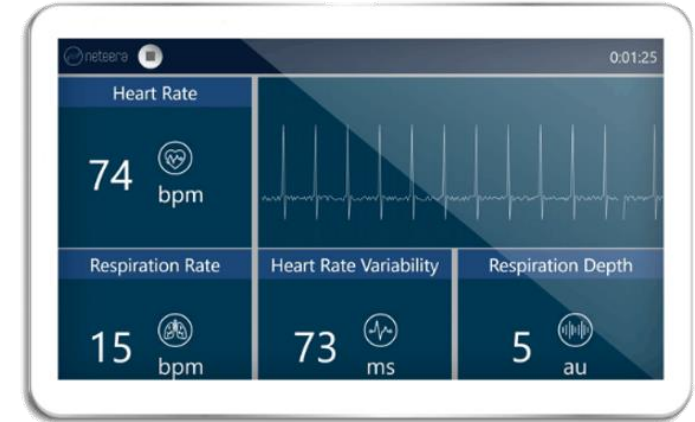 neteera
0:01:25
Heart Rate
74
bpm
Respiration Rate
15
bpm
Heart Rate Variability
73
ms
Respiration Depth
5
au